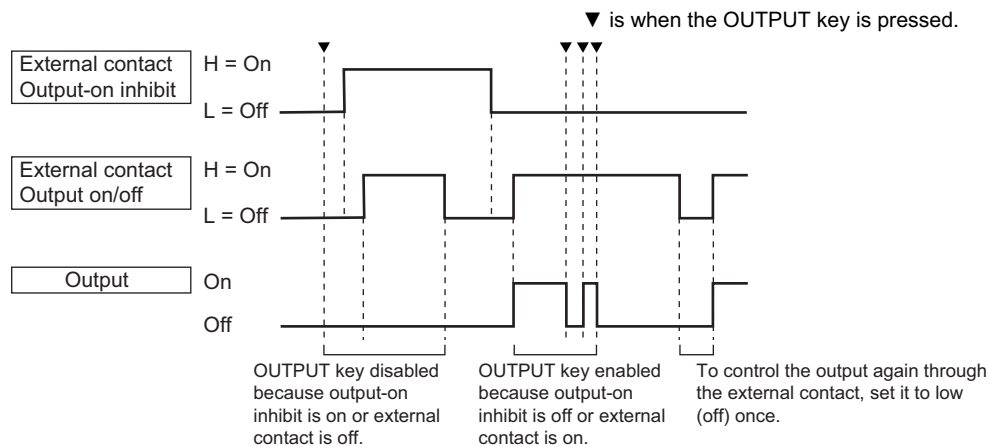 ▼ is when the OUTPUT key is pressed.
External contact
Output-on inhibit
H = On
L = Off
External contact
Output on/off
H = On
L = Off
Output
On
Off
OUTPUT key disabled
because output-on
inhibit is on or external
contact is off.
OUTPUT key enabled
because output-on
inhibit is off or external
contact is on.
To control the output again through
the external contact, set it to low
(off) once.